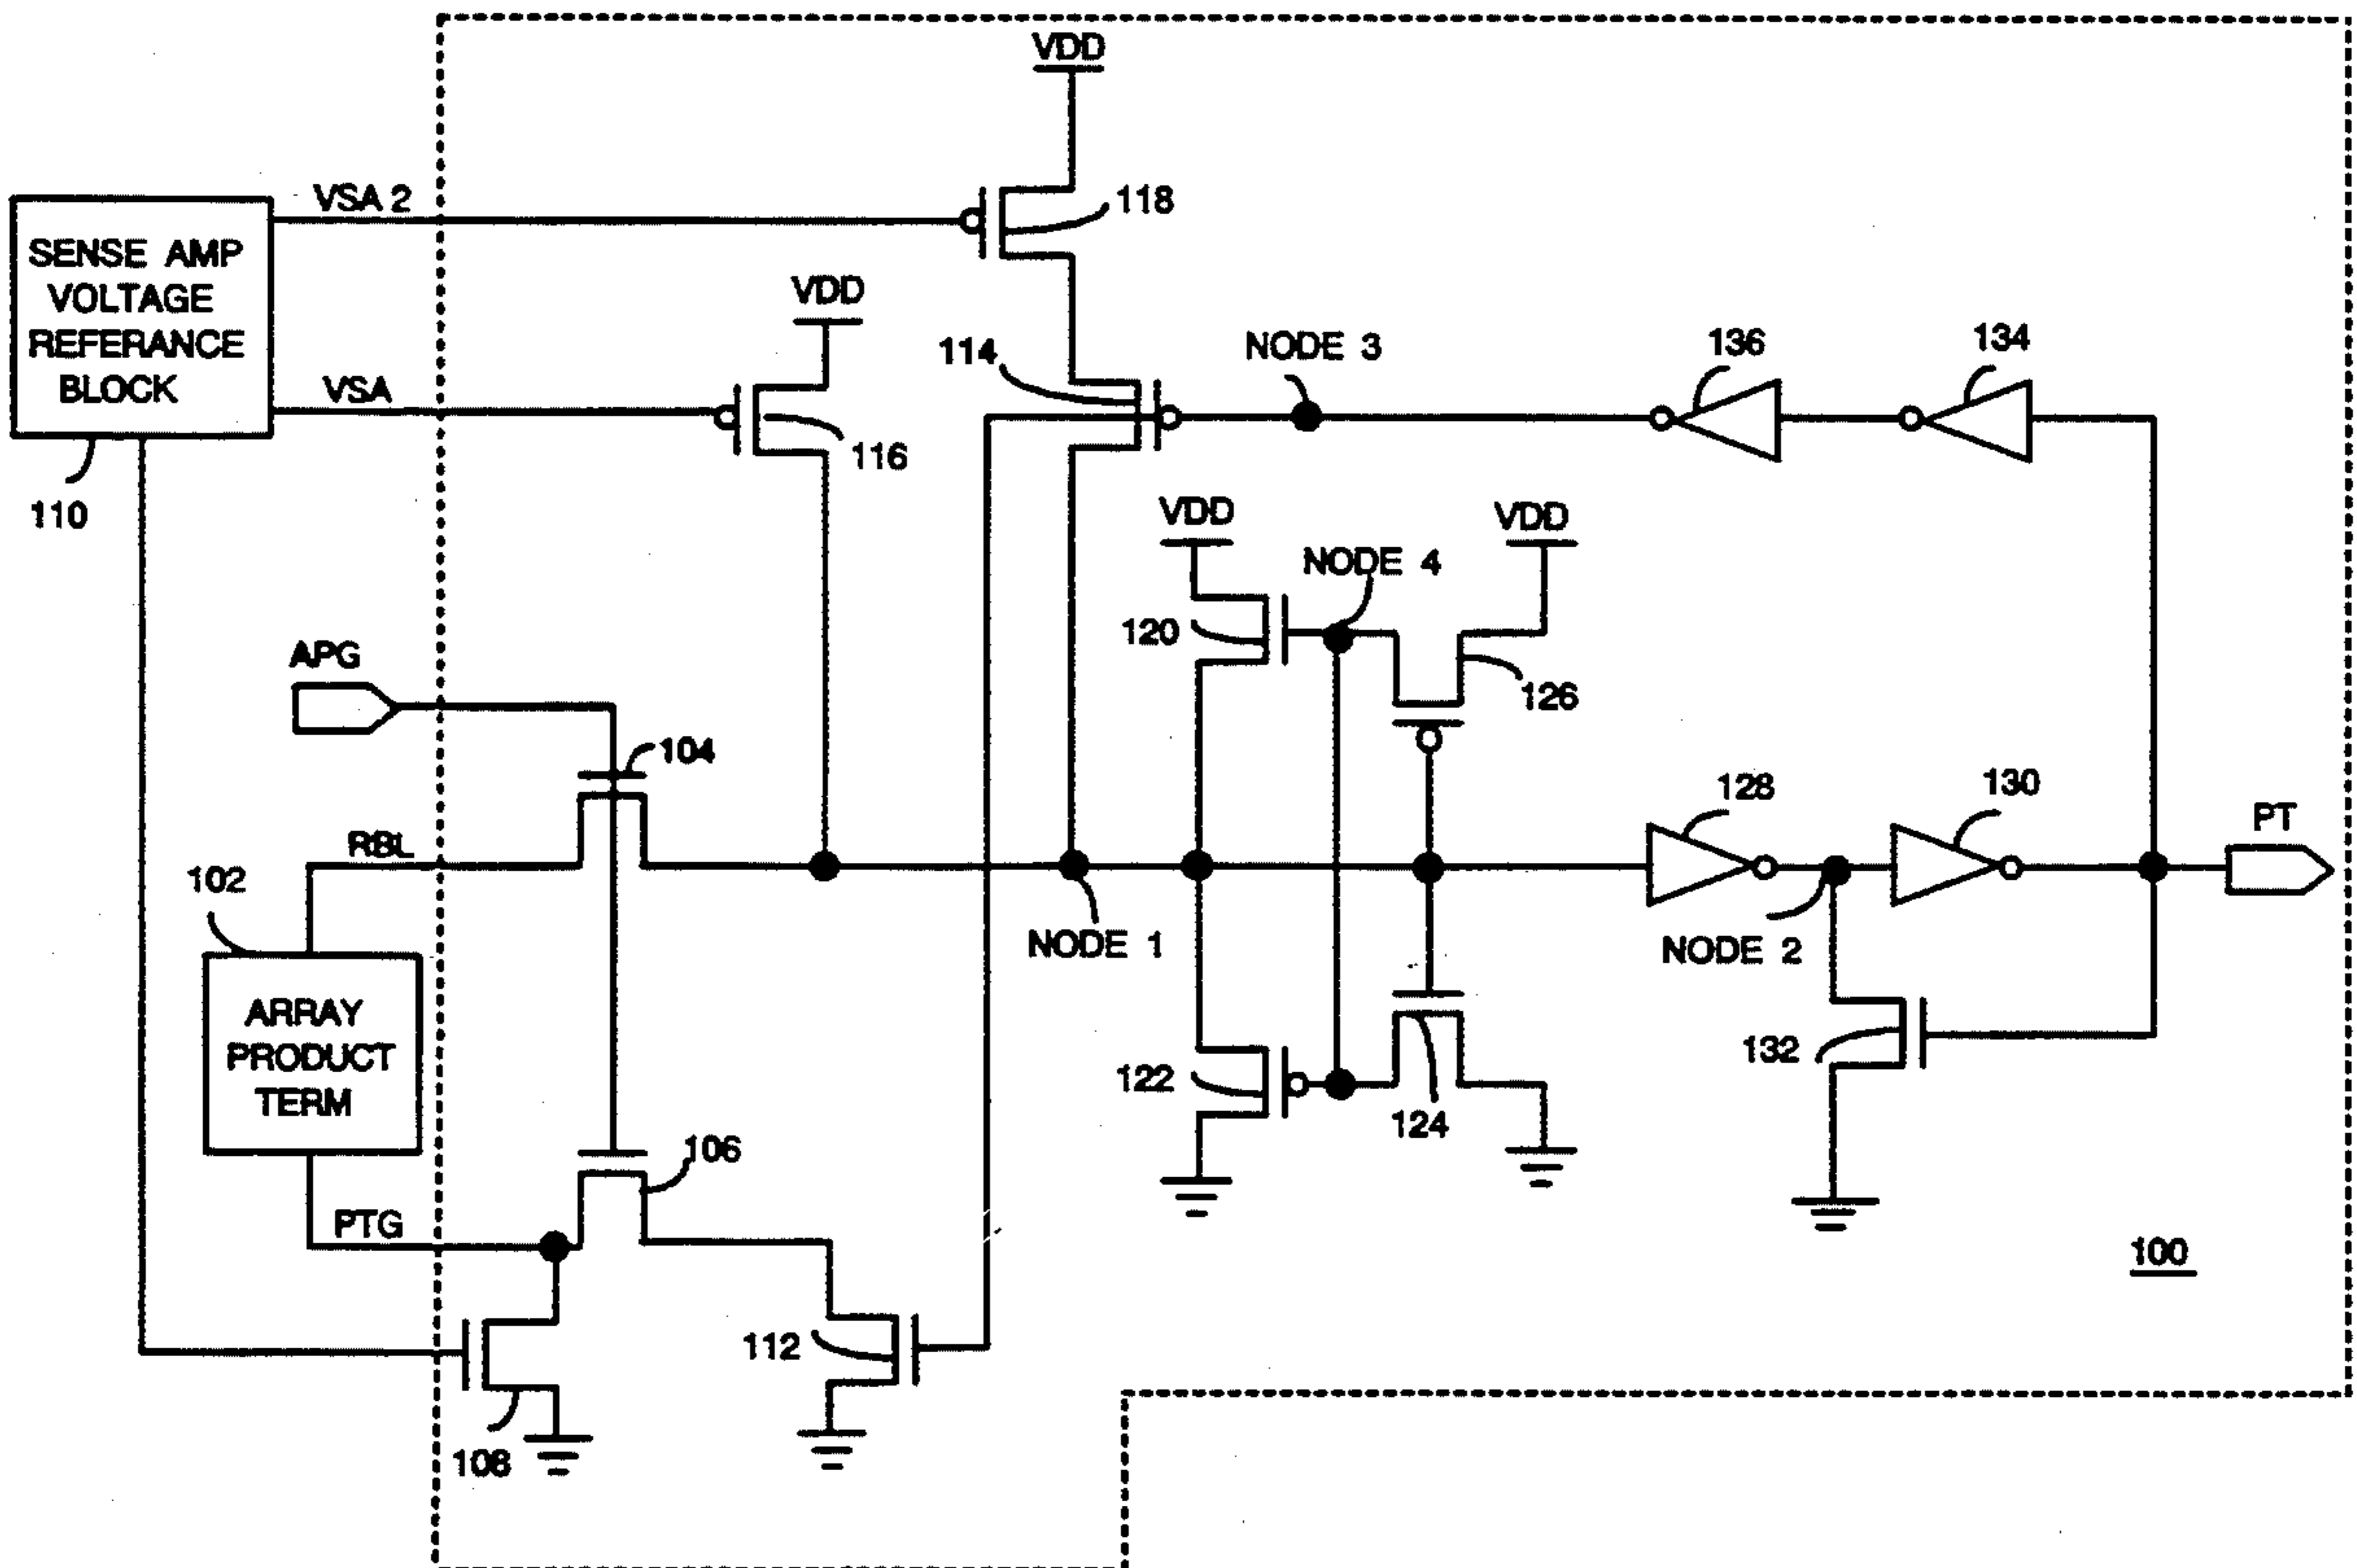 VDD
VSA 2
118
SENSE AMP
VOLTAGE
REFERANCE
BLOCK
VDD
114
NODE 3
136
134
VSA
116
110
VDD
NODE 4
VDD
APG
120
126
104
128
130
PT
RBL
102
NODE 1
NODE 2
ARRAY
PRODUCT
TERM
122
124
132
106
PTG
100
112
108